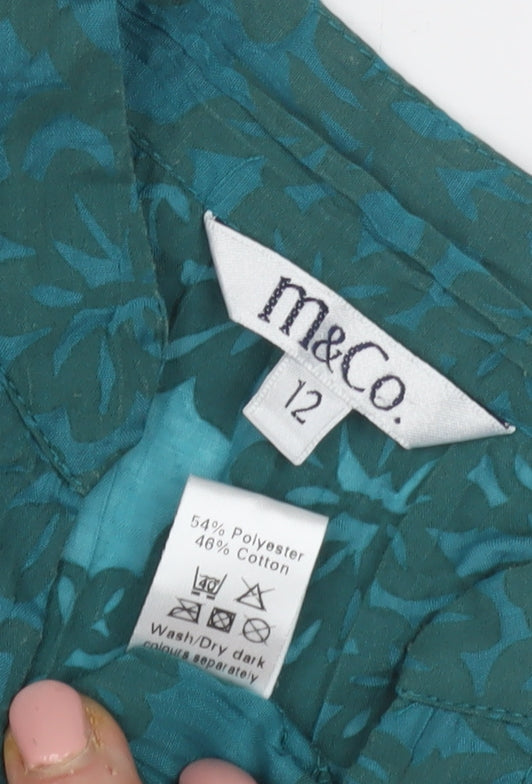 m&Co.
12
54% Polyester
46% Cotton
40
Wash/Dry dark
colours separately